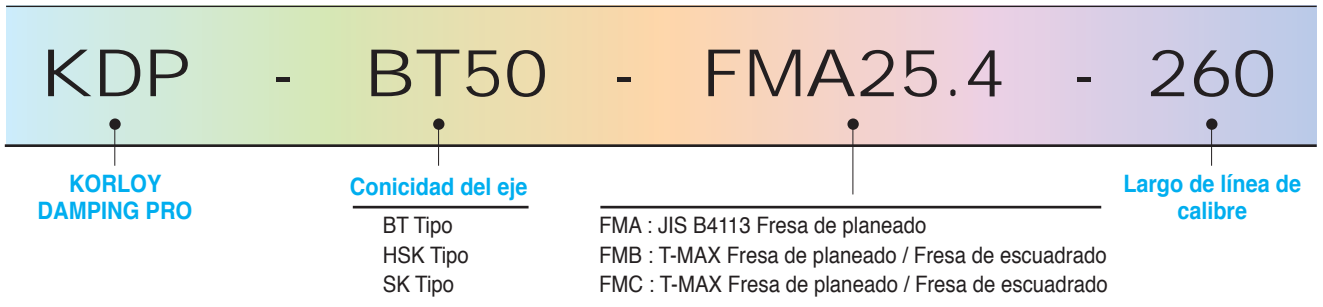 KDP - BT50 - FMA25.4 - 260
KORLOY
DAMPING PRO
Conicidad del eje
BT Tipo
HSK Tipo
SK Tipo
FMA : JIS B4113 Fresa de planeado
FMB : T-MAX Fresa de planeado / Fresa de escuadrado
FMC : T-MAX Fresa de planeado / Fresa de escuadrado
Largo de línea de
calibre